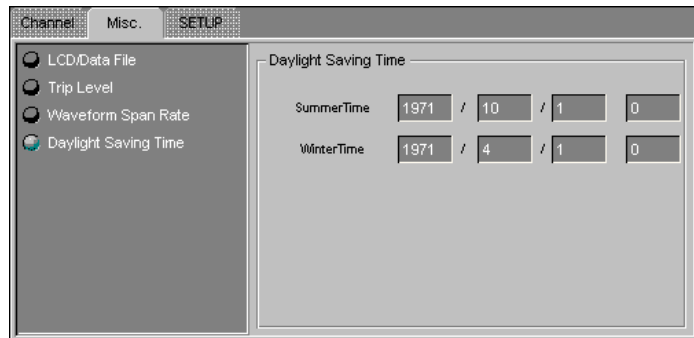 Channel Misc. SETUP
LCD/Data File
Trip Level
Waveform Span Rate
Daylight Saving Time
Daylight Saving Time
SummerTime 1971 / 10 / 1 0
WinterTime 1971 / 4 / 1 0